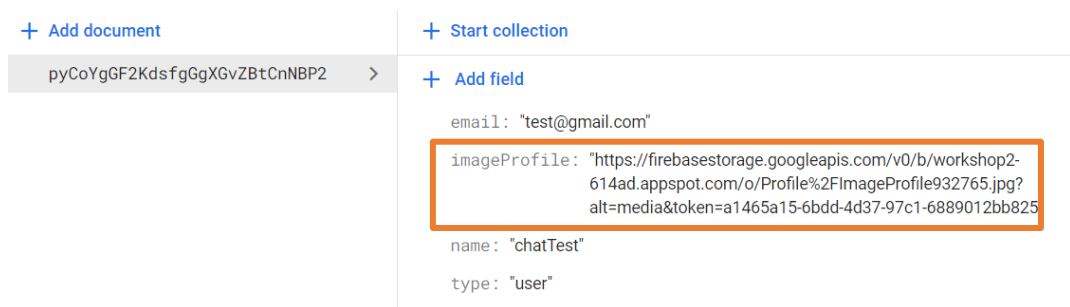 + Add document
pyCoYgGF2KdsfgGgXGvZBtCnNBP2
+ Start collection
+ Add field
email: "test@gmail.com"
imageProfile: "https://firebasestorage.googleapis.com/v0/b/workshop2-
614ad.appspot.com/o/Profile%2FImageProfile932765.jpg?
alt=media&token=a1465a15-6bdd-4d37-97c1-6889012bb825
name: "chatTest"
type: "user"